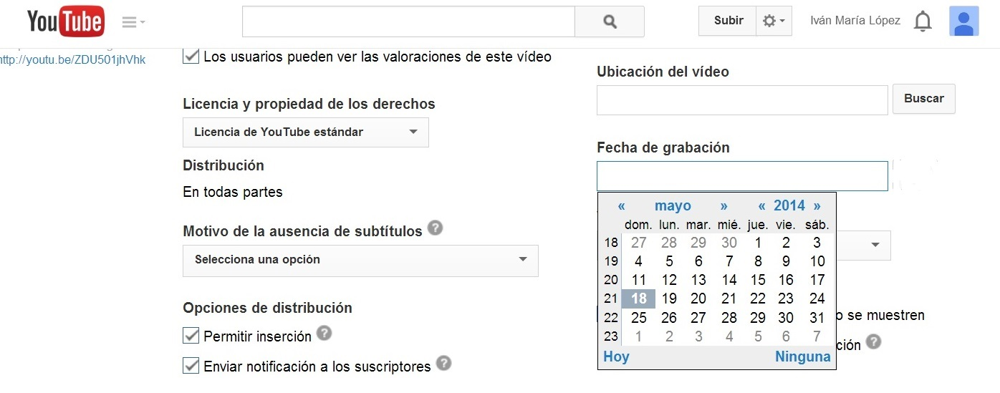 YouTube
Subir
Iván María López
http://youtu.be/ZDU501jhVhk
Los usuarios pueden ver las valoraciones de este vídeo
Licencia y propiedad de los derechos
Licencia de YouTube estándar
Distribución
En todas partes
Motivo de la ausencia de subtítulos ?
Selecciona una opción
Opciones de distribución
Permitir inserción ?
Enviar notificación a los suscriptores ?
Ubicación del vídeo
Buscar
Fecha de grabación
« mayo » « 2014 »
dom. lun. mar. mié. jue. vie. sáb.
18 27 28 29 30 1 2 3
19 4 5 6 7 8 9 10
20 11 12 13 14 15 16 17
21 18 19 20 21 22 23 24
22 25 26 27 28 29 30 31
23 1 2 3 4 5 6 7
Hoy Ninguna
o se muestren
ción ?